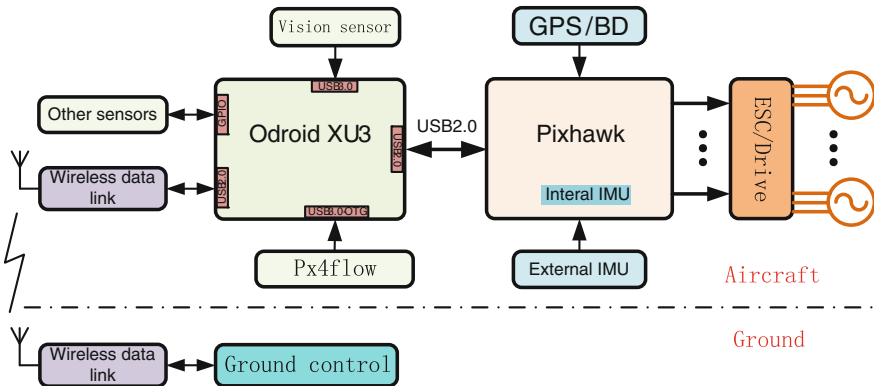 Vision sensor
GPS/BD
USB3.0
Other sensors
GPIO
Odroid XU3
USB2.0
USB2.0
Pixhawk
ESC/Drive
Wireless data
link
USB2.0
Interal IMU
USB3.0OTG
Px4flow
External IMU
Aircraft
Ground
Wireless data
link
Ground control